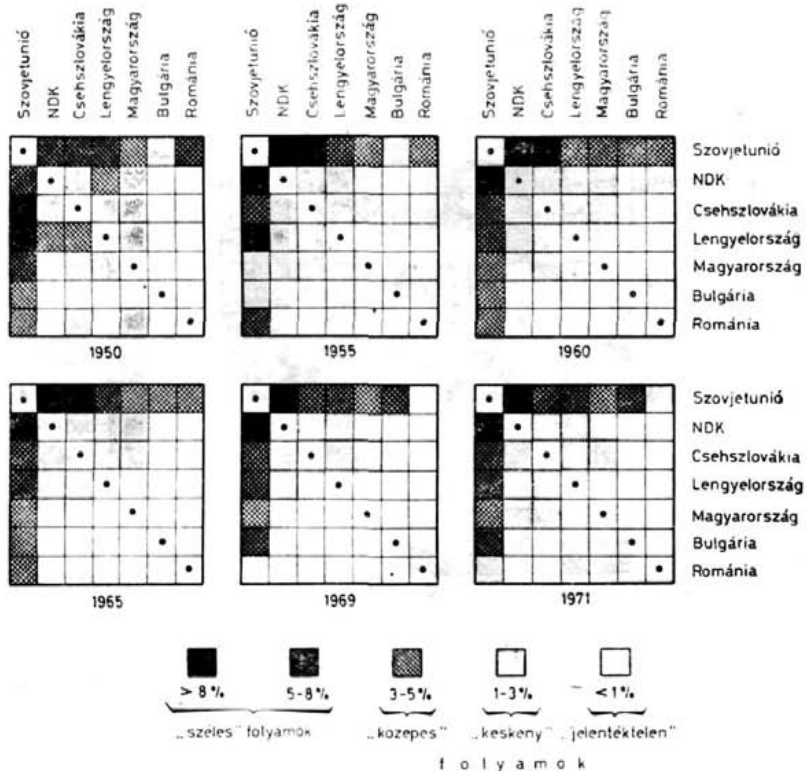 Szovjetunió
NDK
Csehszlovákia
Lengyelország
Magyarország
Bulgária
Románia
Szovjetunió
NDK
Csehszlovákia
Lengyelország
Magyarország
Bulgária
Románia
Szovjetunió
NDK
Csehszlovákia
Lengyelország
Magyarország
Bulgária
Románia
Szovjetunió
NDK
Csehszlovákia
Lengyelország
Magyarország
Bulgária
Románia
1950 1955 1960
Szovjetunió
NDK
Csehszlovákia
Lengyelország
Magyarország
Bulgária
Románia
1965 1969 1971
> 8% 5-8% 3-5% 1-3% <1%
„széles" folyamok „közepes" „keskeny" „jelentéktelen"
folyamok